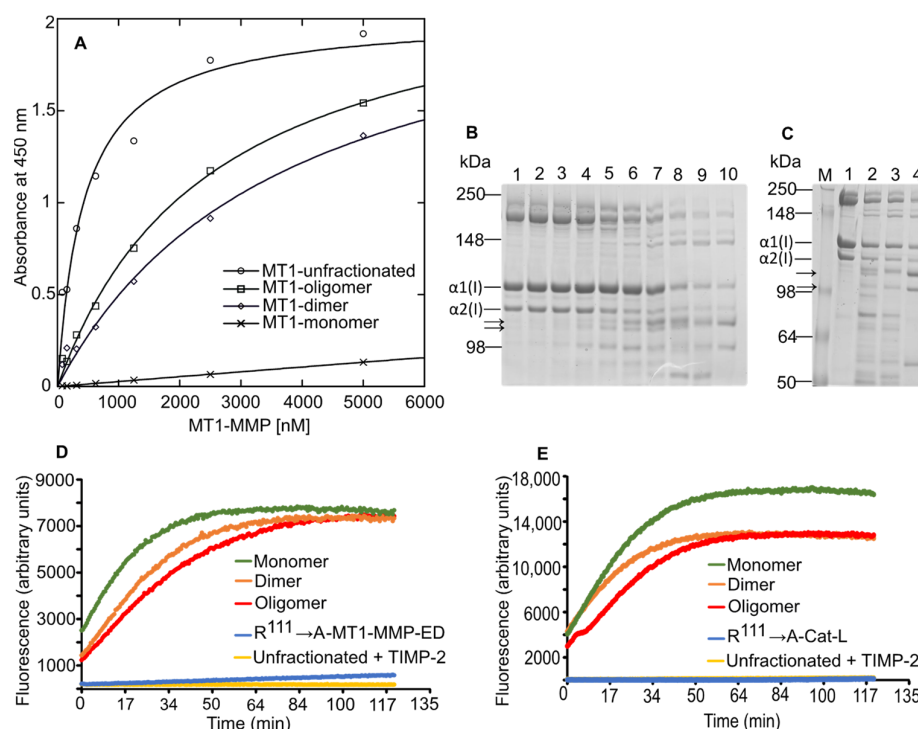 A
Absorbance at 450 nm
2
1.5
1
0.5
0
0 1000 2000 3000 4000 5000 6000
MT1-MMP [nM]
MT1-unfractionated
MT1-oligomer
MT1-dimer
MT1-monomer
B
kDa
1 2 3 4 5 6 7 8 9 10
250
148
α1(I)
α2(I)
98
C
kDa
M 1 2 3 4
250
148
α1(I)
α2(I)
98
64
50
D
Fluorescence (arbitrary units)
9000
7000
5000
3000
1000
0 17 34 51 68 85 100 117 135
Time (min)
Monomer
Dimer
Oligomer
R111→A-MT1-MMP-ED
Unfractionated + TIMP-2
E
Fluorescence (arbitrary units)
18,000
14,000
10,000
6000
2000
0 17 34 51 64 84 100 117 135
Time (min)
Monomer
Dimer
Oligomer
R111→A-Cat-L
Unfractionated + TIMP-2